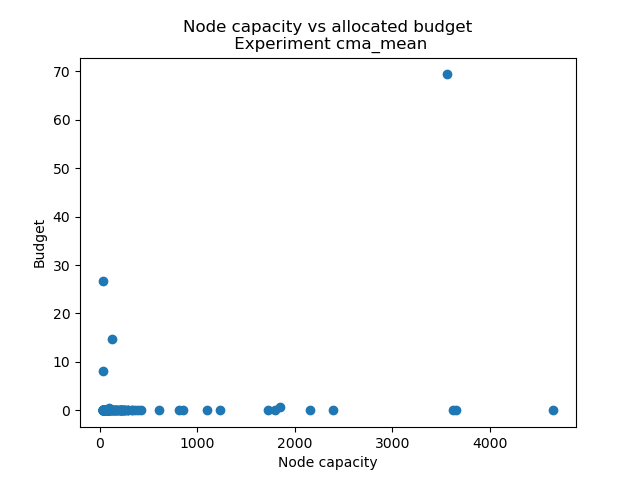 Node capacity vs allocated budget
Experiment cma_mean
70
60
50
40
30
20
10
0
Budget
0 1000 2000 3000 4000
Node capacity